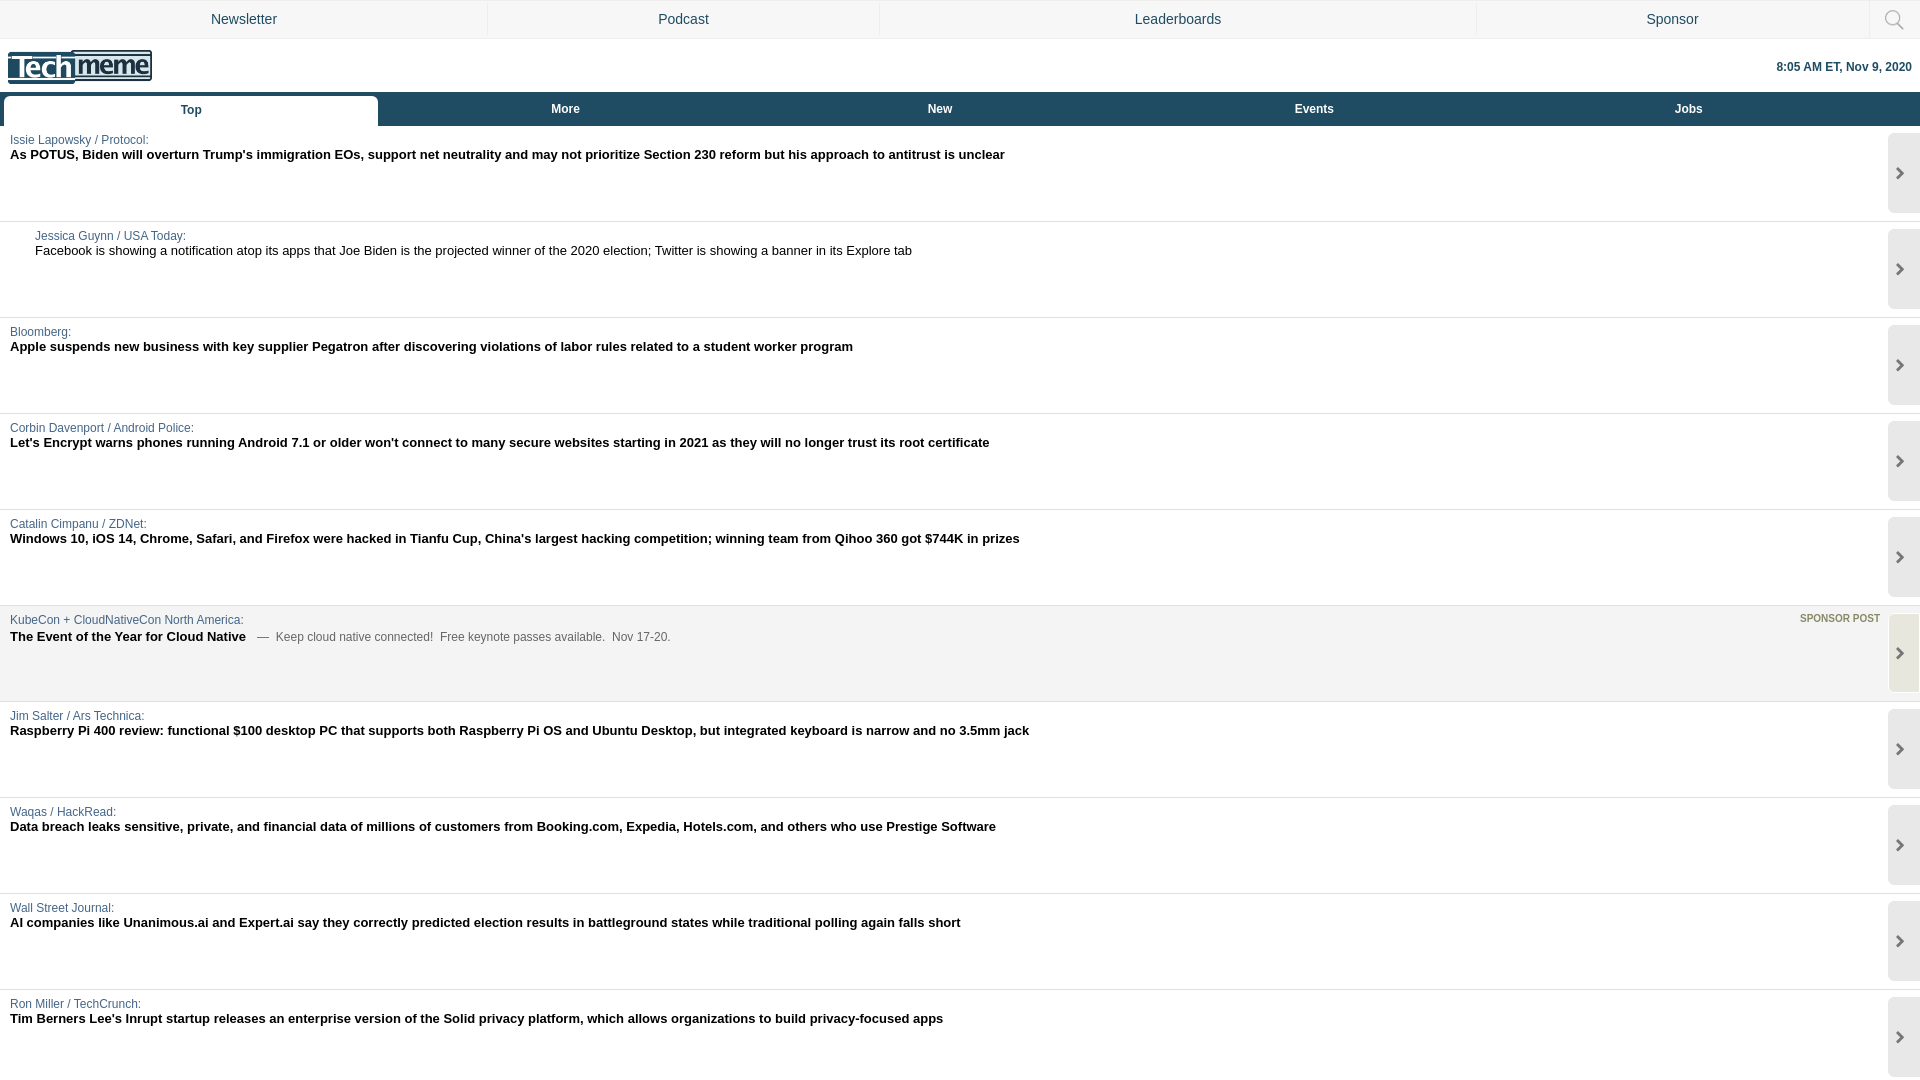 Newsletter
Podcast
Leaderboards
Sponsor
Techmeme
8:05 AM ET, Nov 9, 2020
Top
More
New
Events
Jobs
Issie Lapowsky / Protocol:
As POTUS, Biden will overturn Trump's immigration EOs, support net neutrality and may not prioritize Section 230 reform but his approach to antitrust is unclear
Jessica Guynn / USA Today:
Facebook is showing a notification atop its apps that Joe Biden is the projected winner of the 2020 election; Twitter is showing a banner in its Explore tab
Bloomberg:
Apple suspends new business with key supplier Pegatron after discovering violations of labor rules related to a student worker program
Corbin Davenport / Android Police:
Let's Encrypt warns phones running Android 7.1 or older won't connect to many secure websites starting in 2021 as they will no longer trust its root certificate
Catalin Cimpanu / ZDNet:
Windows 10, iOS 14, Chrome, Safari, and Firefox were hacked in Tianfu Cup, China's largest hacking competition; winning team from Qihoo 360 got $744K in prizes
KubeCon + CloudNativeCon North America:
SPONSOR POST
The Event of the Year for Cloud Native — Keep cloud native connected! Free keynote passes available. Nov 17-20.
Jim Salter / Ars Technica:
Raspberry Pi 400 review: functional $100 desktop PC that supports both Raspberry Pi OS and Ubuntu Desktop, but integrated keyboard is narrow and no 3.5mm jack
Waqas / HackRead:
Data breach leaks sensitive, private, and financial data of millions of customers from Booking.com, Expedia, Hotels.com, and others who use Prestige Software
Wall Street Journal:
AI companies like Unanimous.ai and Expert.ai say they correctly predicted election results in battleground states while traditional polling again falls short
Ron Miller / TechCrunch:
Tim Berners Lee's Inrupt startup releases an enterprise version of the Solid privacy platform, which allows organizations to build privacy-focused apps